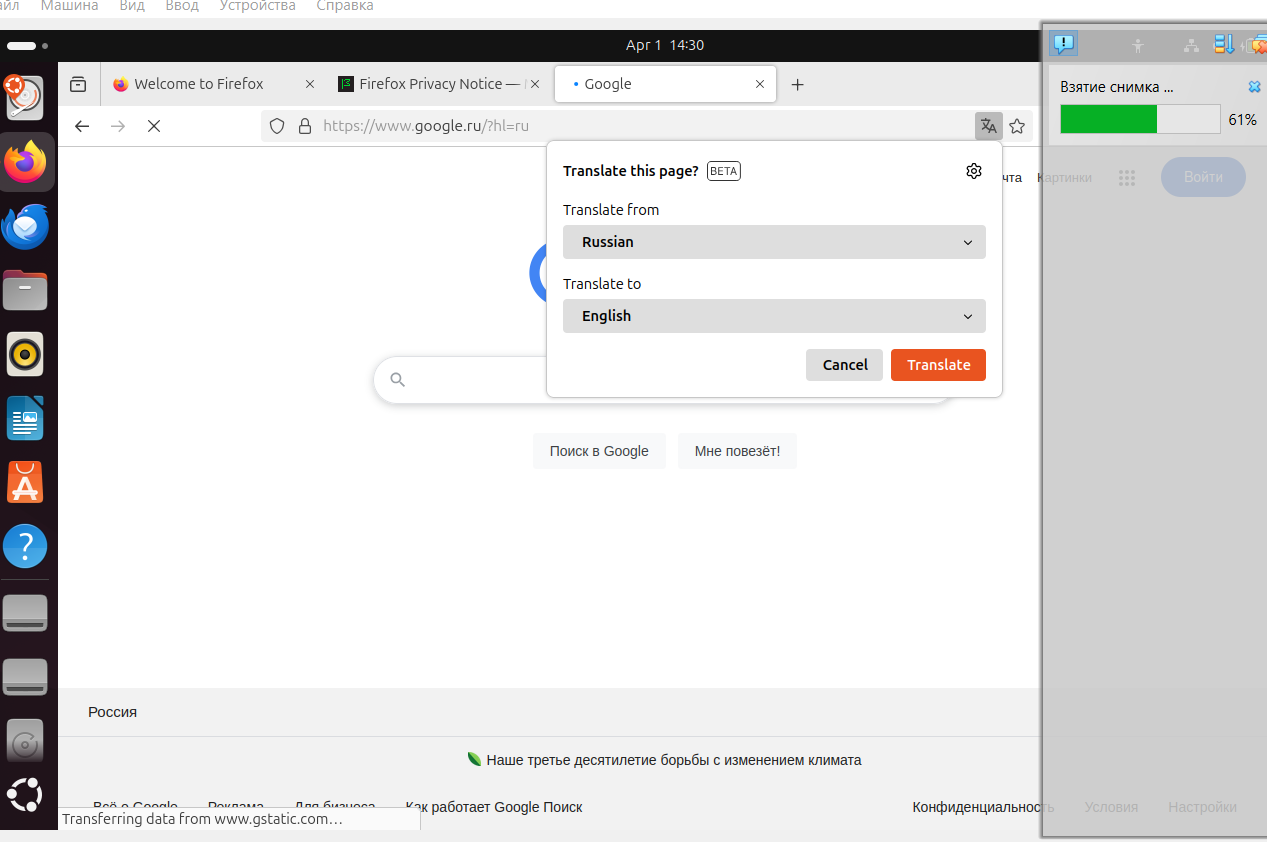 айл Машина Вид Ввод Устройства Справка
Apr 1 14:30
Welcome to Firefox
Firefox Privacy Notice —
Google
https://www.google.ru/?hl=ru
Взятие снимка ...
61%
Translate this page? BETA
чта Картинки Войти
Translate from
Russian
Translate to
English
Cancel Translate
Поиск в Google Мне повезёт!
Россия
Наше третье десятилетие борьбы с изменением климата
Всё о Google Реклама Для бизнеса Как работает Google Поиск Конфиденциальность Условия Настройки
Transferring data from www.gstatic.com…